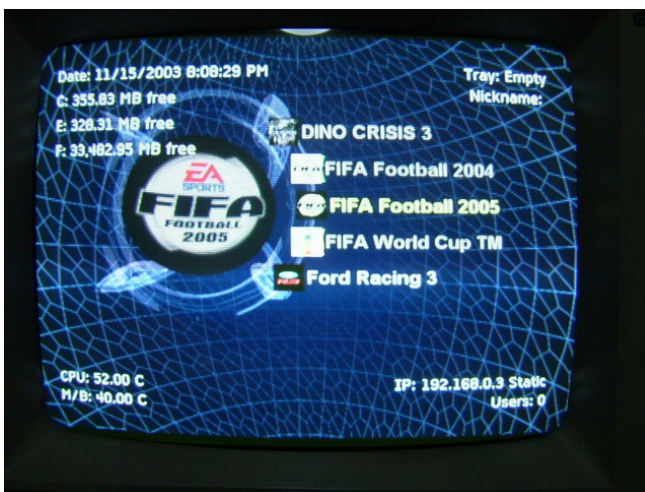 Date: 11/15/2003 8:08:29 PM
C: 355.83 MB free
E: 328.31 MB free
F: 33,482.95 MB free
Tray: Empty
Nickname:
DINO CRISIS 3
FIFA Football 2004
FIFA Football 2005
FIFA World Cup TM
Ford Racing 3
EA
SPORTS
FIFA
FOOTBALL
2005
CPU: 52.00 C
M/B: 40.00 C
IP: 192.168.0.3 Static
Users: 0